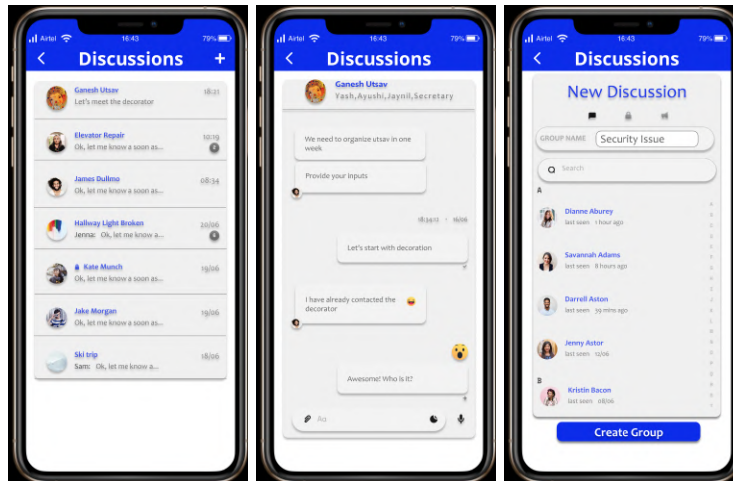 Airtel 16:43 79%
Discussions +
Ganesh Utsav 18:21
Let's meet the decorator
Elevator Repair 10:19
Ok, let me know a soon as...
James Dullmo 08:34
Ok, let me know a soon as...
Hallway Light Broken 20/06
Jenna: Ok, let me know a...
Kate Munch 19/06
Ok, let me know a soon as...
Jake Morgan 19/06
Ok, let me know a soon as...
Ski trip 18/06
Sam: Ok, let me know a...
Airtel 16:43 79%
Discussions
Ganesh Utsav
Yash,Ayushi,Jaynil,Secretary
We need to organize utsav in one
week
Provide your inputs
16/06
Let's start with decoration
I have already contacted the
decorator
Awesome! Who is it?
Aa
Airtel 16:43 79%
Discussions
New Discussion
GROUP NAME Security Issue
Search
A
Dianne Aburey
last seen 1 hour ago
Savannah Adams
last seen 8 hours ago
Darrell Aston
last seen 39 mins ago
Jenny Astor
last seen 12/06
B
Kristin Bacon
last seen 08/06
Create Group